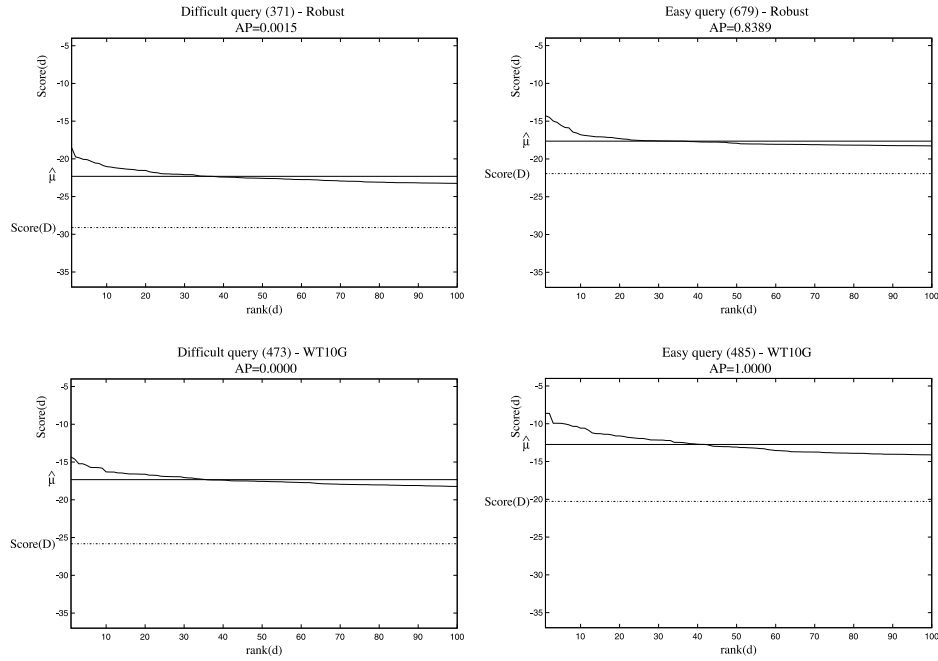 Difficult query (371) - Robust
AP=0.0015
Score(d)
-5
-10
-15
-20
μ̂
-25
Score(D)
-30
-35
10 20 30 40 50 60 70 80 90 100
rank(d)
Easy query (679) - Robust
AP=0.8389
Score(d)
-5
-10
-15
μ̂
-20
Score(D)
-25
-30
-35
10 20 30 40 50 60 70 80 90 100
rank(d)
Difficult query (473) - WT10G
AP=0.0000
Score(d)
-5
-10
-15
μ̂
-20
-25
Score(D)
-30
-35
10 20 30 40 50 60 70 80 90 100
rank(d)
Easy query (485) - WT10G
AP=1.0000
Score(d)
-5
-10
μ̂
-15
-20
Score(D)
-25
-30
-35
10 20 30 40 50 60 70 80 90 100
rank(d)